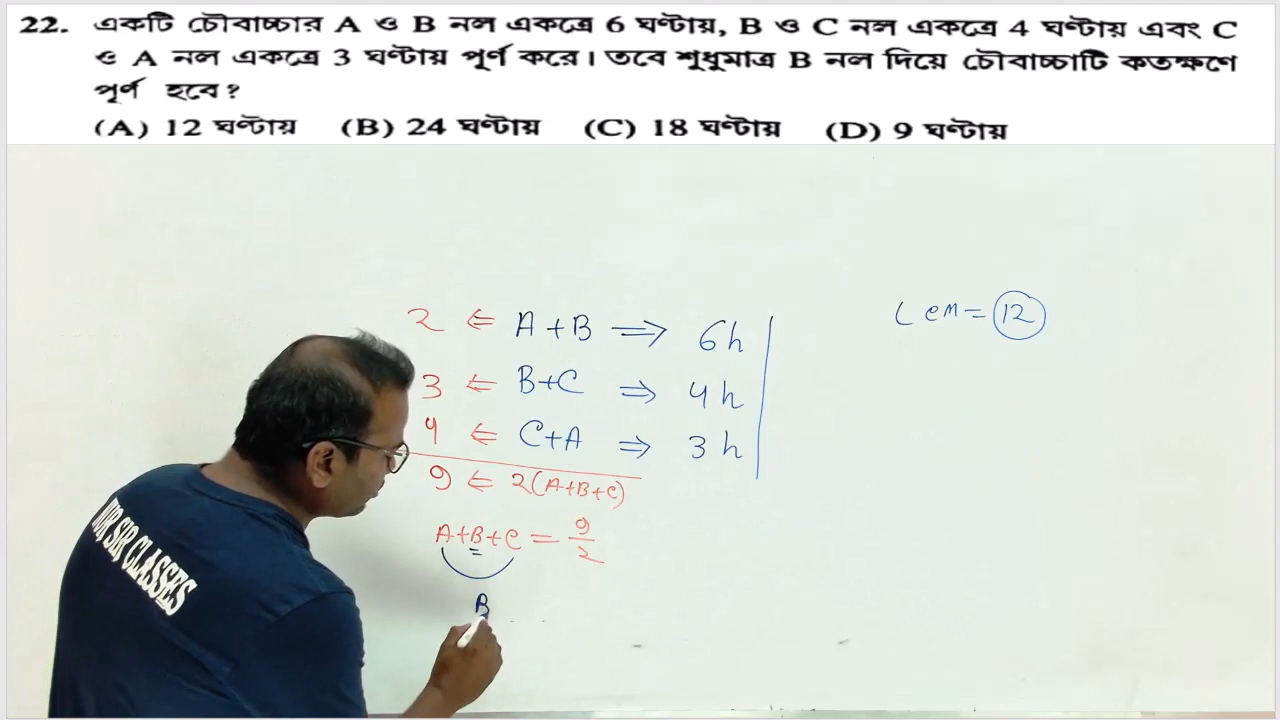 22. একটি চৌবাচ্চার A ও B নল একত্রে 6 ঘণ্টায়, B ও C নল একত্রে 4 ঘণ্টায় এবং C
ও A নল একত্রে 3 ঘণ্টায় পূর্ণ করে। তবে শুধুমাত্র B নল দিয়ে চৌবাচ্চাটি কতক্ষণে
পূর্ণ হবে?
(A) 12 ঘণ্টায় (B) 24 ঘণ্টায় (C) 18 ঘণ্টায় (D) 9 ঘণ্টায়
LCM = 12
2 ⇐ A+B ⇒ 6h
3 ⇐ B+C ⇒ 4h
4 ⇐ C+A ⇒ 3h
9 ⇐ 2(A+B+C)
A+B+C = 9/2
B
SIR CLASSES